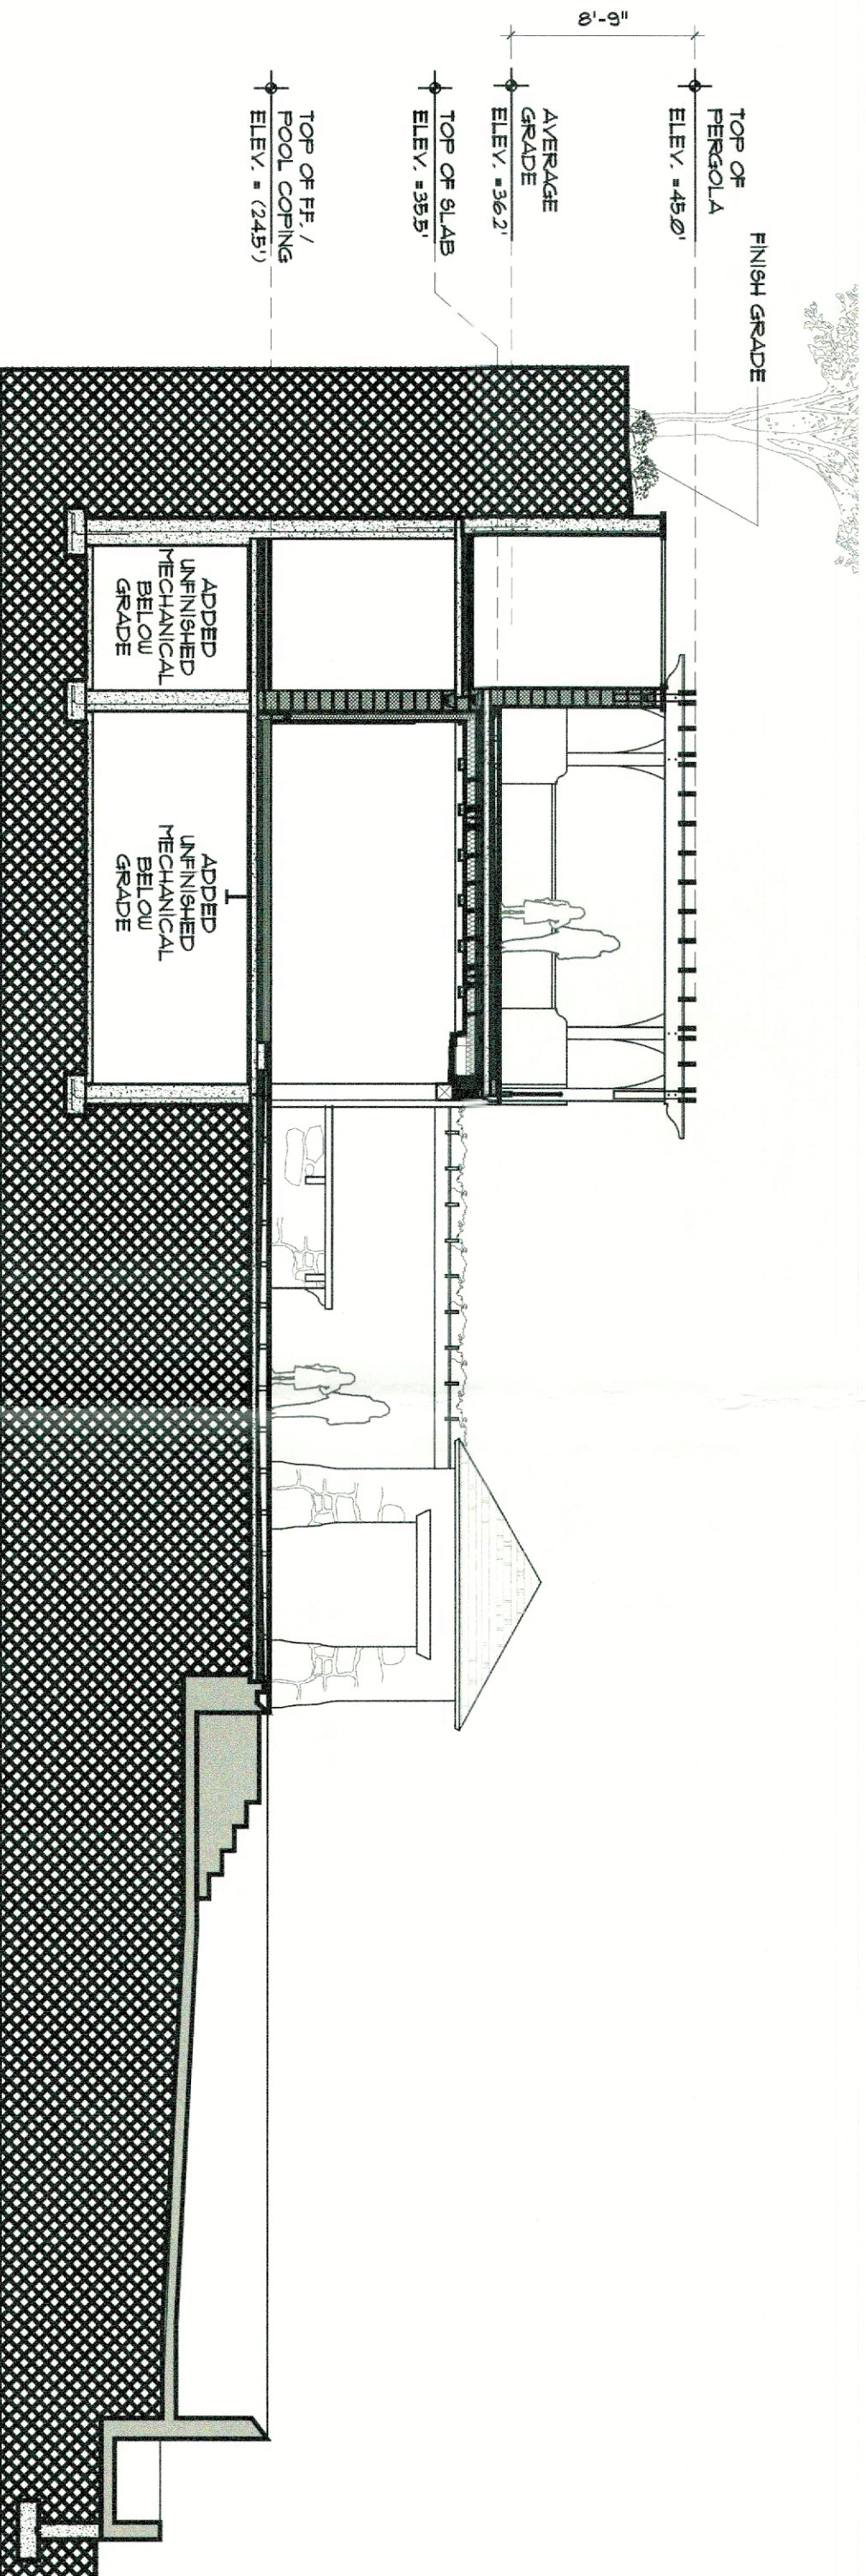 8'-9"
TOP OF
PERGOLA
ELEV. =45.0'
FINISH GRADE
AVERAGE
GRADE
ELEV. =36.2'
TOP OF SLAB
ELEV. =35.5'
TOP OF F.F. /
POOL COPING
ELEV. = (24.5')
ADDED
UNFINISHED
MECHANICAL
BELOW
GRADE
ADDED
UNFINISHED
MECHANICAL
BELOW
GRADE